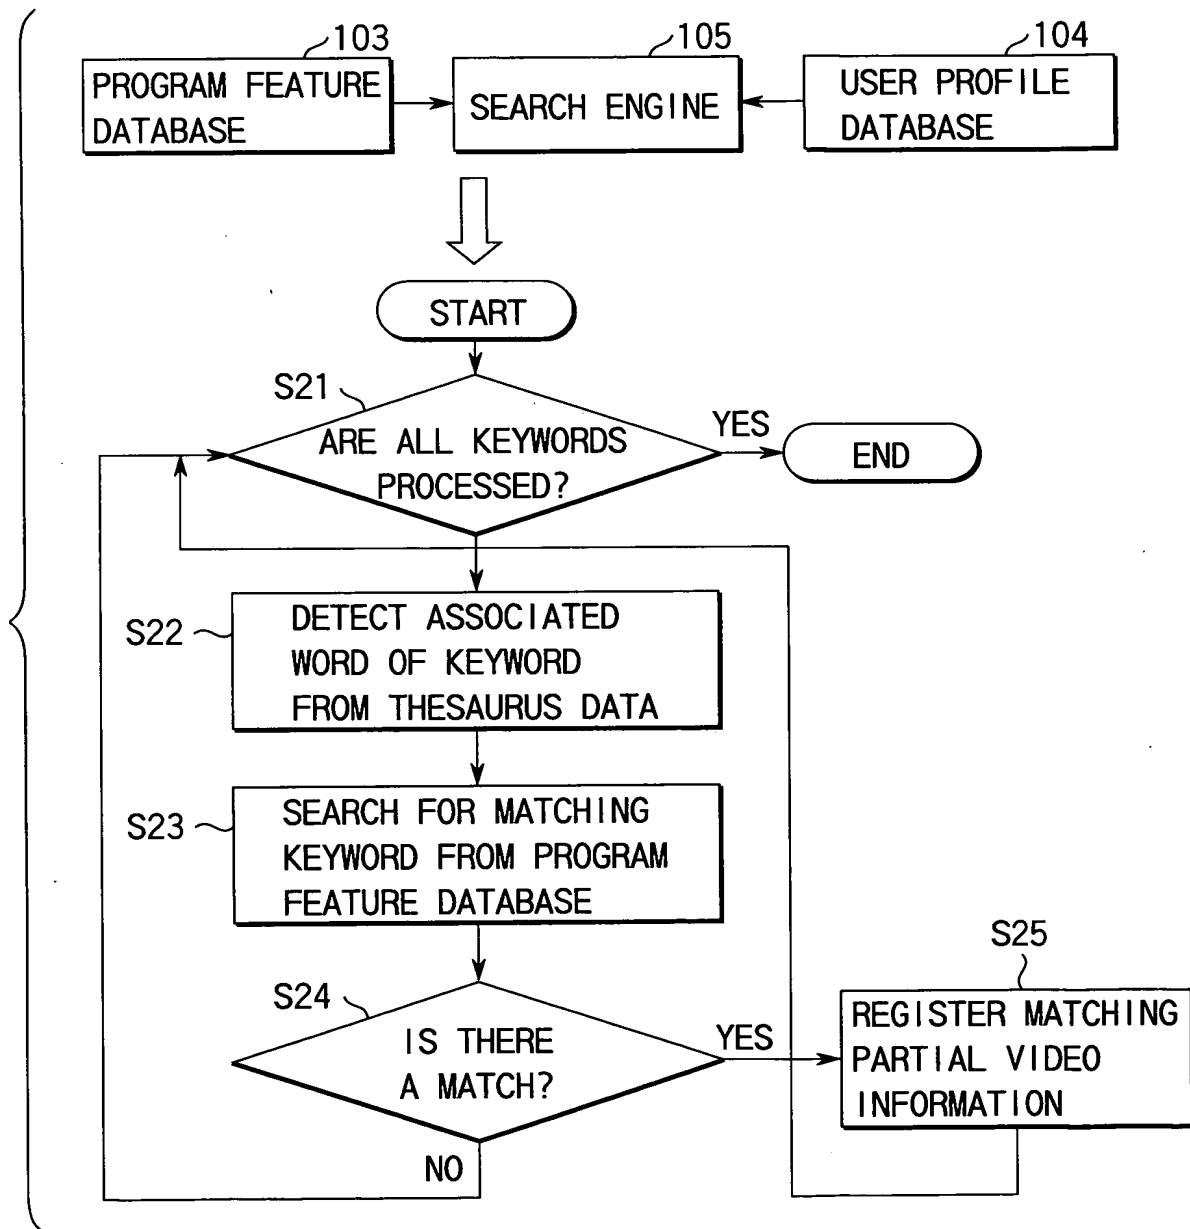 103
105
104
PROGRAM FEATURE
DATABASE
SEARCH ENGINE
USER PROFILE
DATABASE
START
S21
ARE ALL KEYWORDS
PROCESSED?
YES
END
S22
DETECT ASSOCIATED
WORD OF KEYWORD
FROM THESAURUS DATA
S23
SEARCH FOR MATCHING
KEYWORD FROM PROGRAM
FEATURE DATABASE
S24
IS THERE
A MATCH?
YES
NO
S25
REGISTER MATCHING
PARTIAL VIDEO
INFORMATION